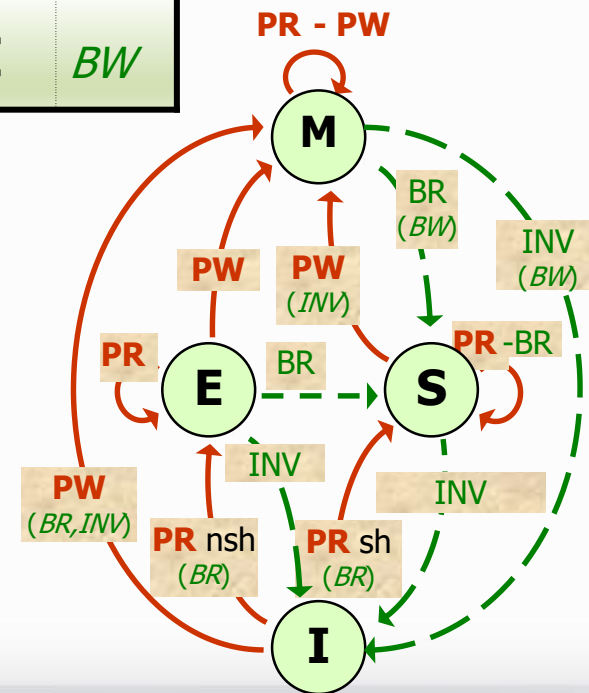 BW
PR - PW
M
BR
(BW)
INV
(BW)
PW
PW
(INV)
PR
E
BR
PR -BR
S
INV
INV
PW
(BR,INV)
PR nsh
(BR)
PR sh
(BR)
I